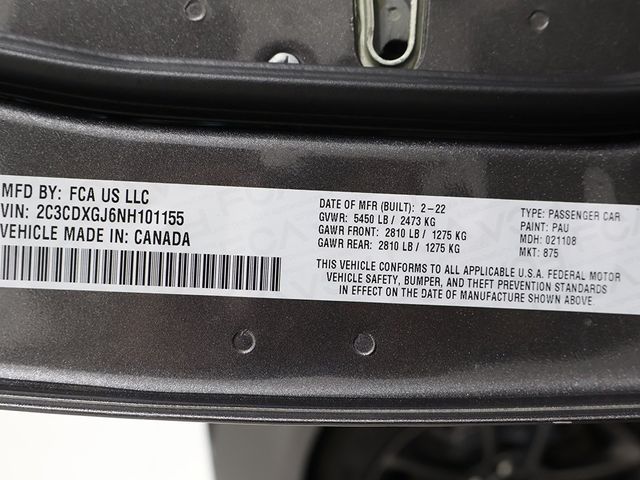 MFD BY: FCA US LLC
VIN: 2C3CDXGJ6NH101155
VEHICLE MADE IN: CANADA
DATE OF MFR (BUILT): 2-22
GVWR: 5450 LB / 2473 KG
GAWR FRONT: 2810 LB / 1275 KG
GAWR REAR: 2810 LB / 1275 KG
TYPE: PASSENGER CAR
PAINT: PAU
MDH: 021108
MKT: 875
THIS VEHICLE CONFORMS TO ALL APPLICABLE U.S.A. FEDERAL MOTOR
VEHICLE SAFETY, BUMPER, AND THEFT PREVENTION STANDARDS
IN EFFECT ON THE DATE OF MANUFACTURE SHOWN ABOVE.